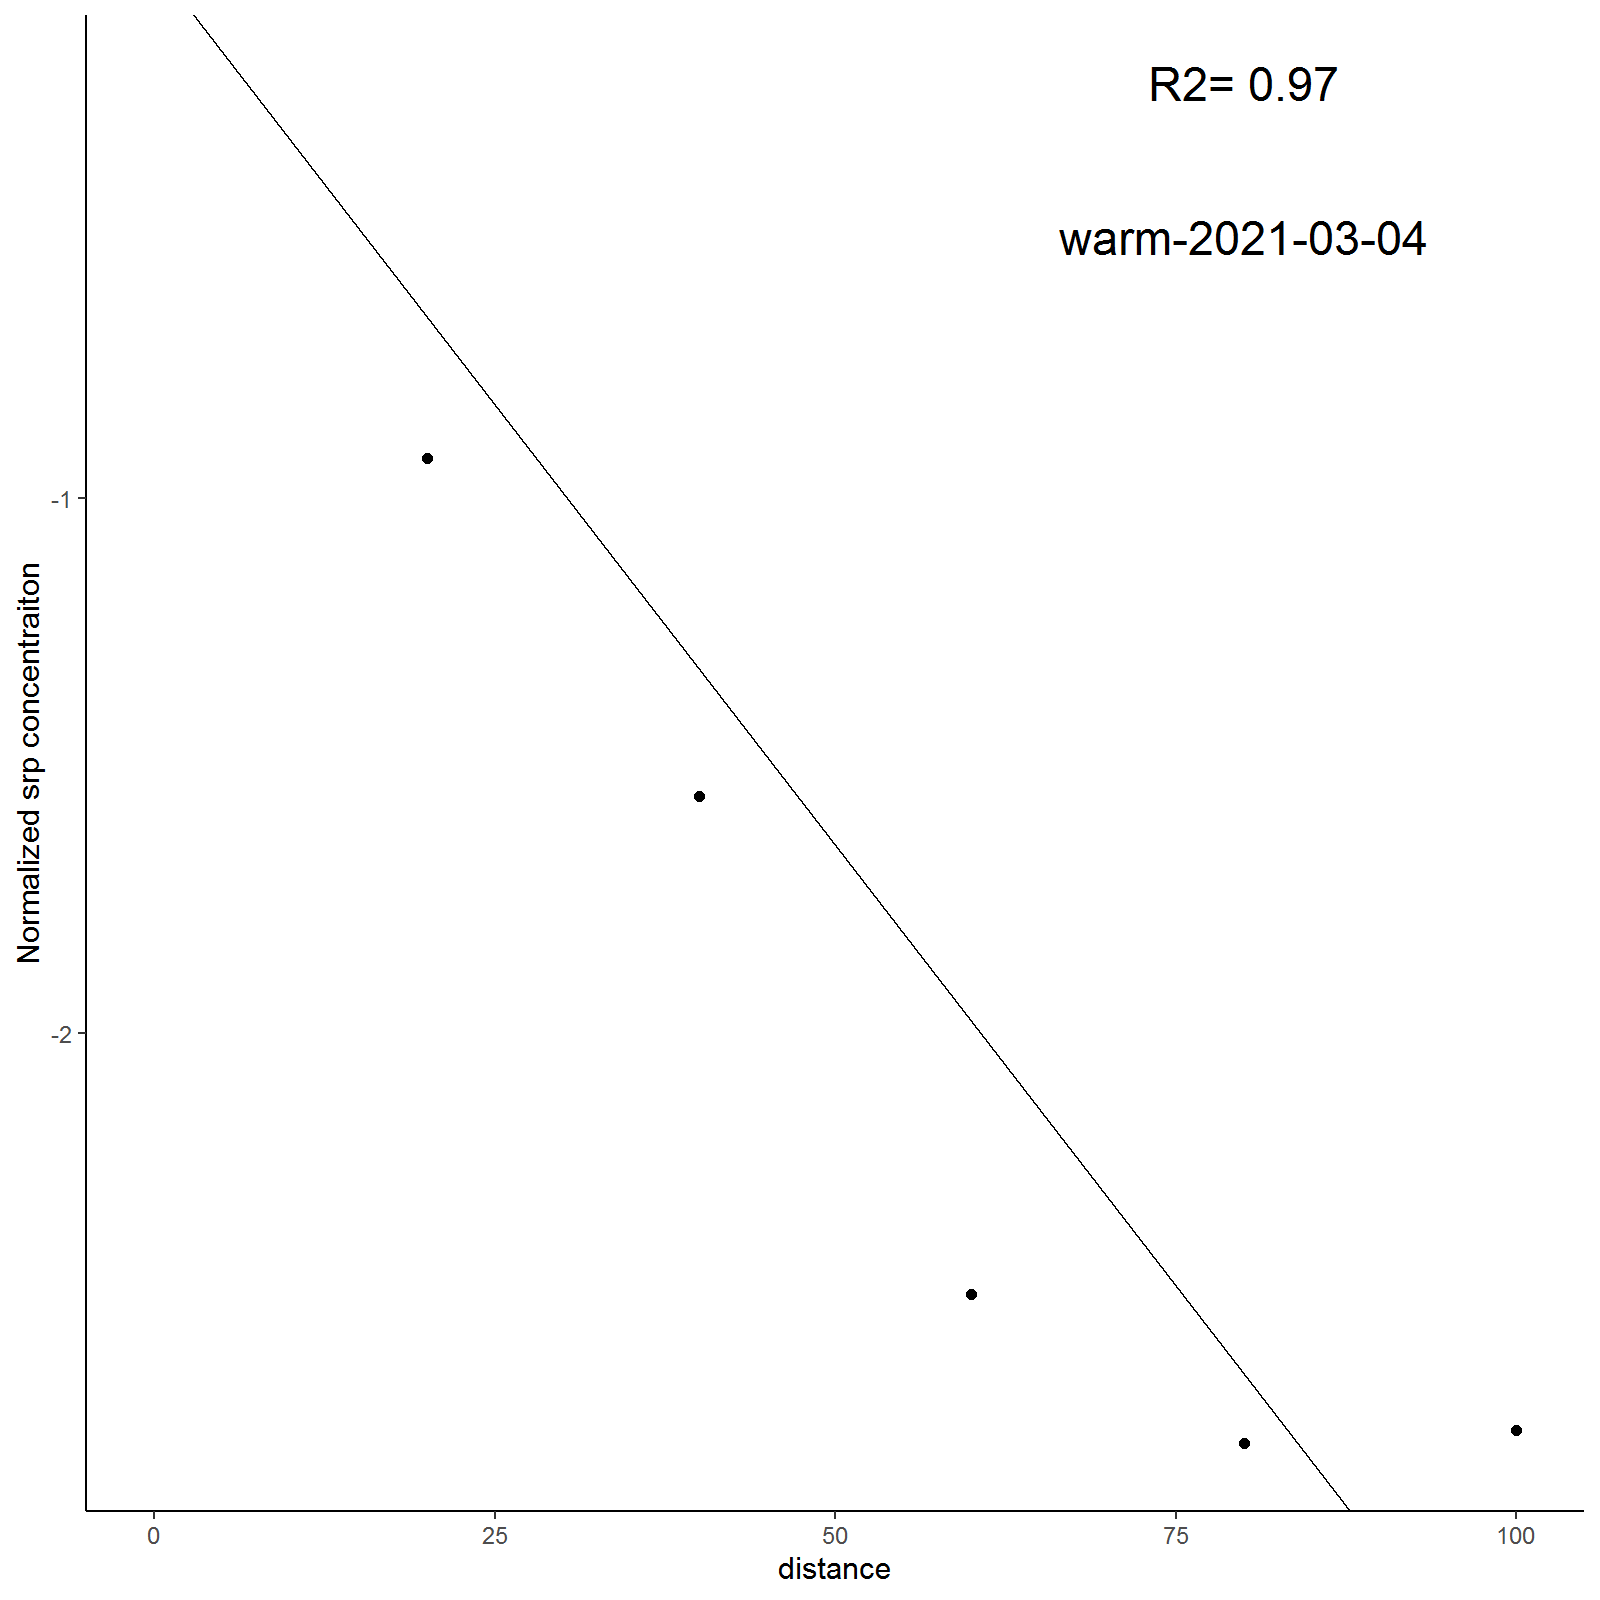 R2= 0.97
warm-2021-03-04
Normalized srp concentraiton
-1
-2
0
25
50
75
100
distance